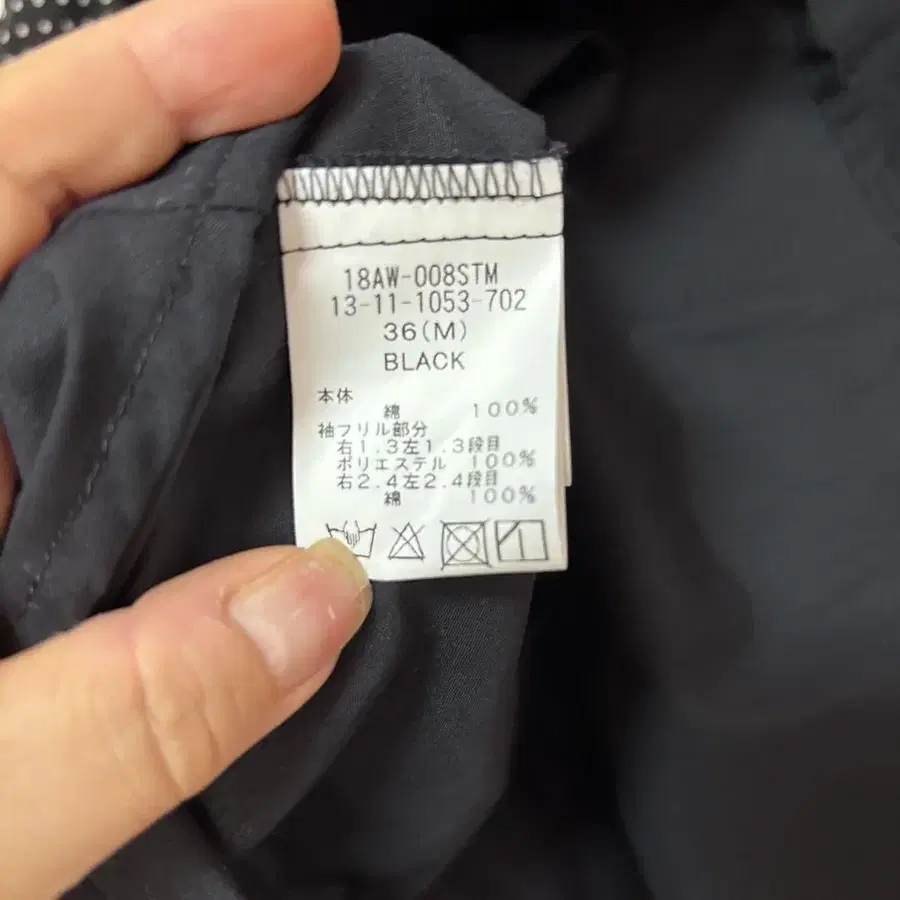 18AW-008STM
13-11-1053-702
36(M)
BLACK
本体
綿 100%
袖フリル部分
右1.3左1.3段目
ポリエステル 100%
右2.4左2.4段目
綿 100%